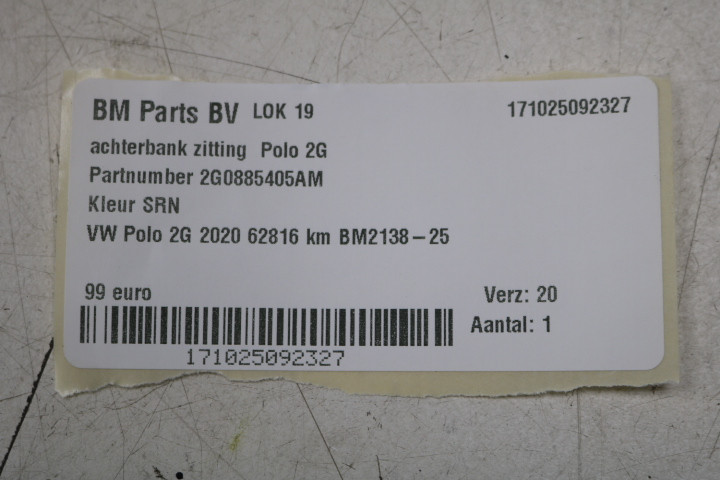 BM Parts BV LOK 19 171025092327
achterbank zitting Polo 2G
Partnumber 2G0885405AM
Kleur SRN
VW Polo 2G 2020 62816 km BM2138-25
99 euro Verz: 20
Aantal: 1
171025092327